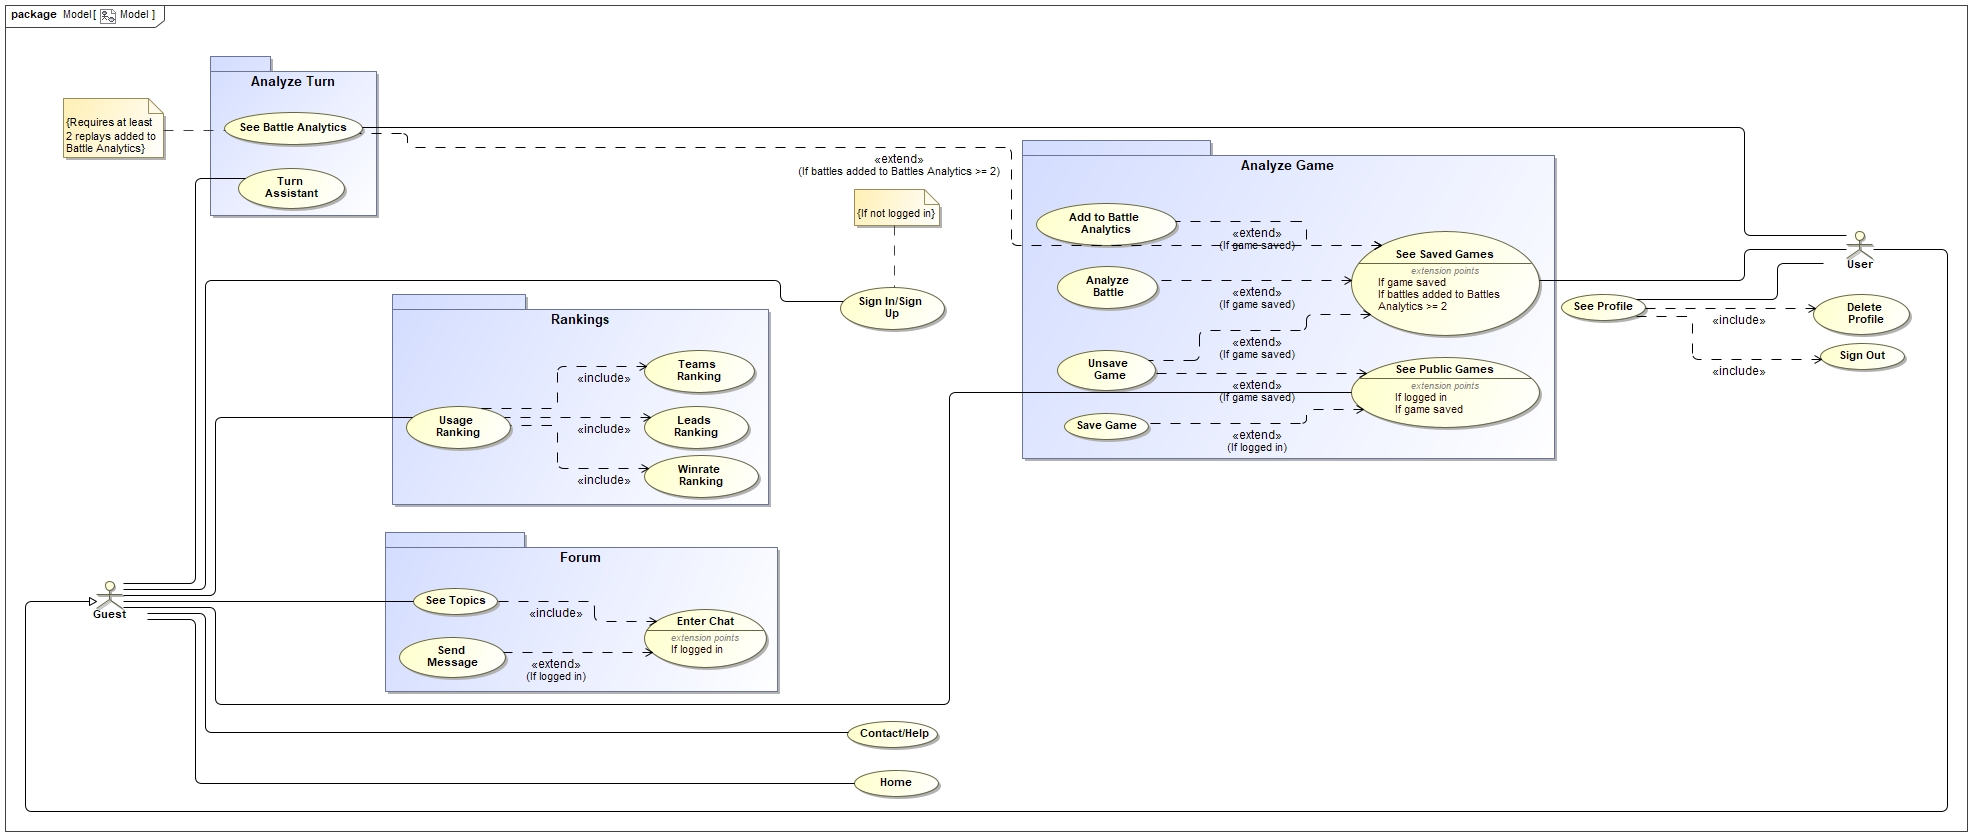 package Model[ Model ]
Analyze Turn
{Requires at least
2 replays added to
Battle Analytics}
See Battle Analytics
Turn
Assistant
«extend»
(If battles added to Battles Analytics >= 2)
{If not logged in}
Sign In/Sign
Up
Analyze Game
Add to Battle
Analytics
«extend»
(If game saved)
Analyze
Battle
«extend»
(If game saved)
See Saved Games
extension points
If game saved
If battles added to Battles
Analytics >= 2
«extend»
(If game saved)
Unsave
Game
«extend»
(If game saved)
See Public Games
extension points
If logged in
If game saved
Save Game
«extend»
(If logged in)
User
See Profile
«include»
Delete
Profile
«include»
Sign Out
Rankings
Usage
Ranking
«include»
Teams
Ranking
«include»
Leads
Ranking
«include»
Winrate
Ranking
Forum
See Topics
«include»
Enter Chat
extension points
If logged in
Send
Message
«extend»
(If logged in)
Guest
Contact/Help
Home